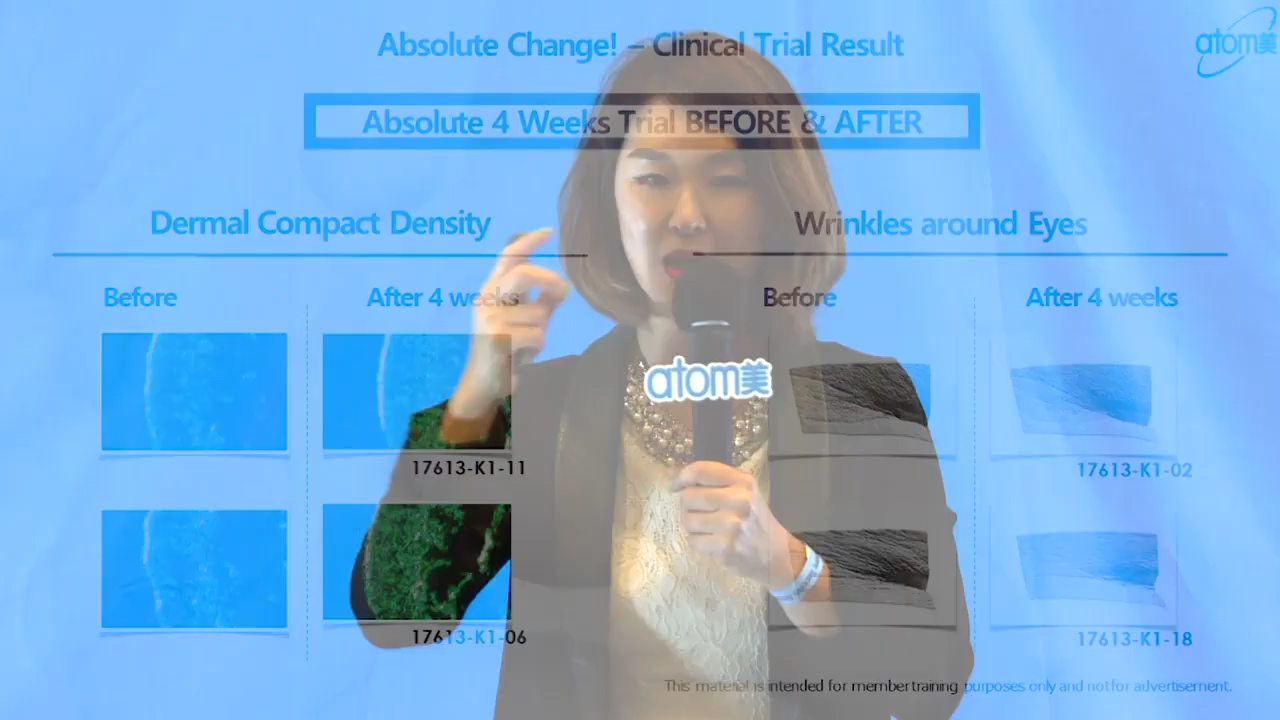 Absolute Change! – Clinical Trial Result
atom美
Absolute 4 Weeks Trial BEFORE & AFTER
Dermal Compact Density
Wrinkles around Eyes
Before
After 4 weeks
Before
After 4 weeks
atom美
17613-K1-11
17613-K1-02
17613-K1-06
17613-K1-18
This material is intended for member training purposes only and not for advertisement.